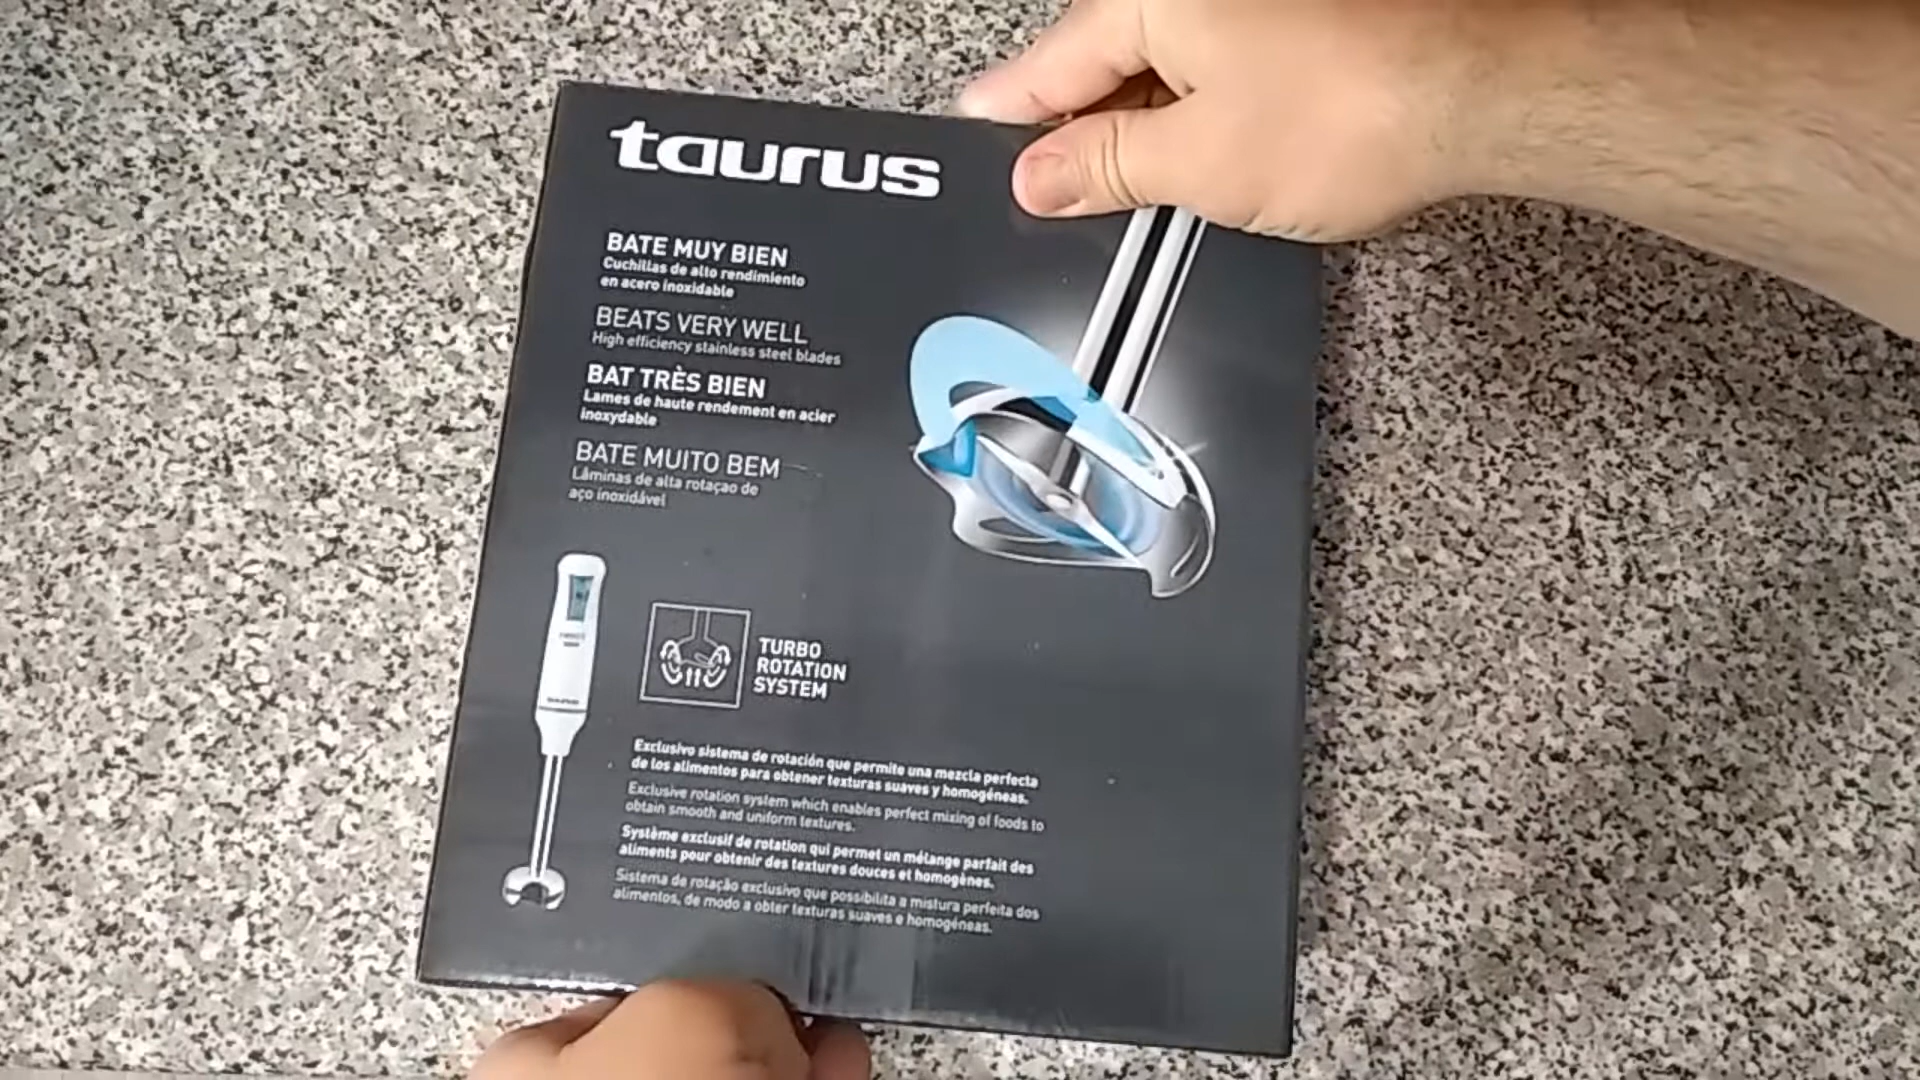 taurus
BATE MUY BIEN
Cuchillas de alto rendimiento
en acero inoxidable
BEATS VERY WELL
High efficiency stainless steel blades
BAT TRÈS BIEN
Lames de haute rendement en acier
inoxydable
BATE MUITO BEM
Lâminas de alta rotaçao de
aço inoxidável
TURBO
ROTATION
SYSTEM
Exclusivo sistema de rotación que permite una mezcla perfecta
de los alimentos para obtener texturas suaves y homogéneas.
Exclusive rotation system which enables perfect mixing of foods to
obtain smooth and uniform textures.
Système exclusif de rotation qui permet un mélange parfait des
aliments pour obtenir des textures douces et homogènes.
Sistema de rotação exclusivo que possibilita a mistura perfeita dos
alimentos, de modo a obter texturas suaves e homogéneas.